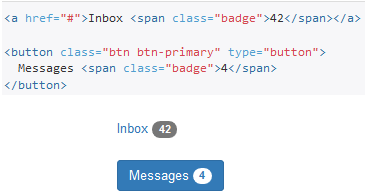 <a href="#">Inbox <span class="badge">42</span></a>
<button class="btn btn-primary" type="button">
  Messages <span class="badge">4</span>
</button>
Inbox 42
Messages 4